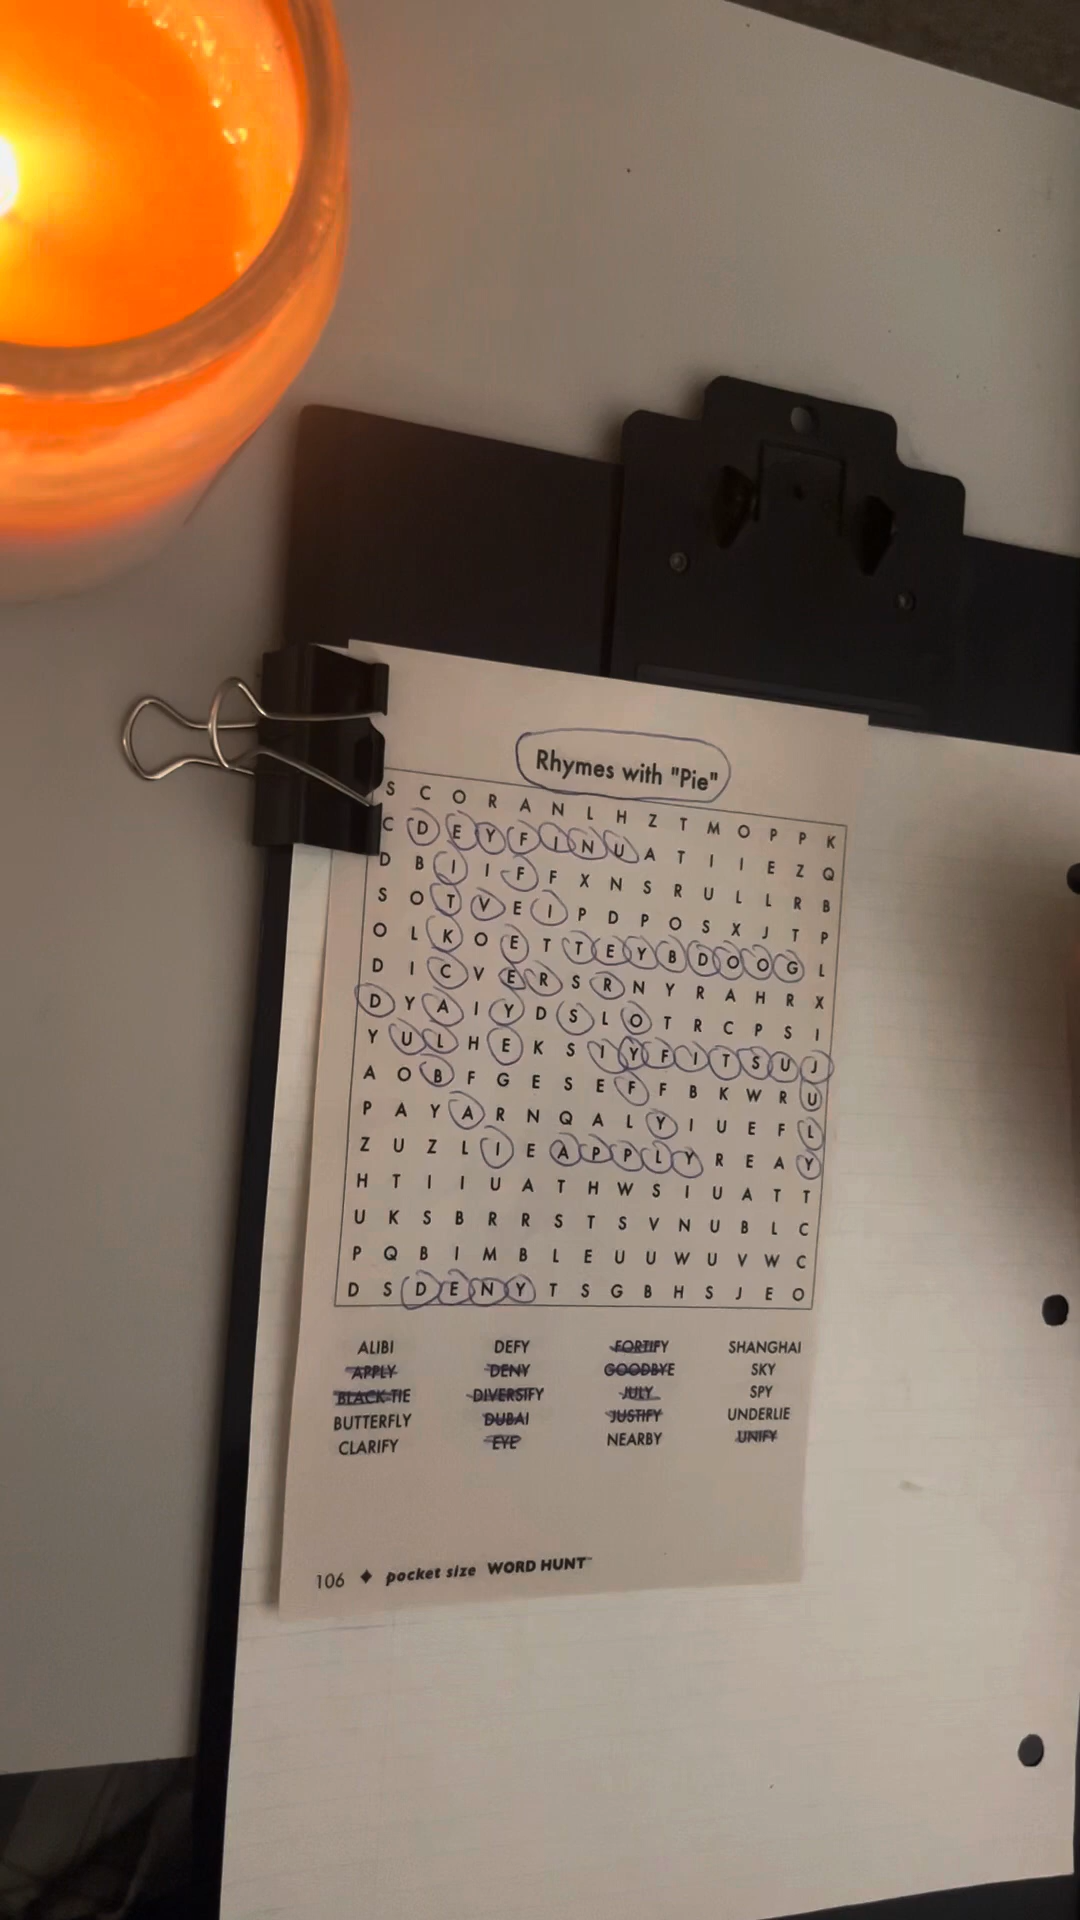 Rhymes with "Pie"
S C O R A N L H Z T M O P P K
C D E Y F I N U A T I I E Z Q
D B I I F F X N S R U L L R B
S O T V E I P D P O S X J T P
O L K O E T T E Y B D O O G L
D I C V E R S R N Y R A H R X
D Y A I Y D S L O T R C P S I
Y U L H E K S I Y F I T S U J
A O B F G E S E F F B K W R U
P A Y A R N Q A L Y I U E F L
Z U Z L I E A P P L Y R E A Y
H T I I U A T H W S I U A T T
U K S B R R S T S V N U B L C
P Q B I M B L E U U W U V W C
D S D E N Y T S G B H S J E O
ALIBI DEFY FORTIFY SHANGHAI
APPLY DENY GOODBYE SKY
BLACK-TIE DIVERSIFY JULY SPY
BUTTERFLY DUBAI JUSTIFY UNDERLIE
CLARIFY EYE NEARBY UNIFY
106 ♦ pocket size WORD HUNT™